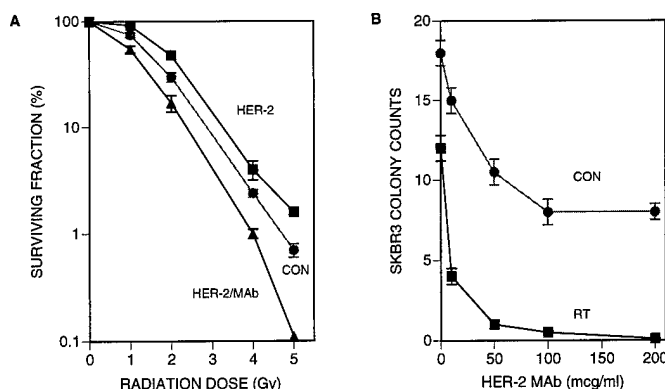 A
100
10
1
0.1
SURVIVING FRACTION (%)
HER-2
CON
HER-2/MAb
0 1 2 3 4 5
RADIATION DOSE (Gy)
B
20
15
10
5
0
SKBR3 COLONY COUNTS
CON
RT
0 50 100 150 200
HER-2 MAb (mcg/ml)